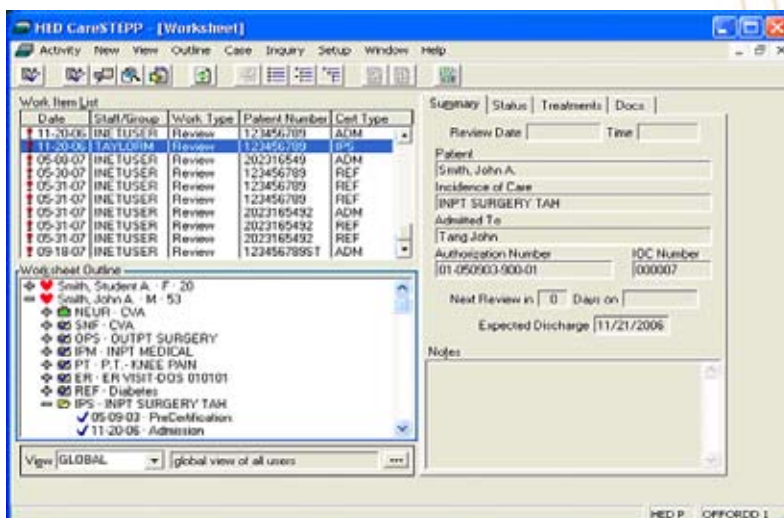 HED CareSTEPP - [Worksheet]
Activity New View Outline Case Inquiry Setup Window Help
Work Item List
Date Staff/Group Work Type Patient Number Cert Type
11-20-06 INETUSER Review 123456789 ADM
11-20-06 TAYLORM Review 123456789 IPS
05-08-07 INETUSER Review 202316549 ADM
05-30-07 INETUSER Review 123456789 REF
05-31-07 INETUSER Review 123456789 REF
05-31-07 INETUSER Review 2023165492 ADM
05-31-07 INETUSER Review 2023165492 REF
05-31-07 INETUSER Review 2023165492 REF
09-18-07 INETUSER Review 123456789ST ADM
Worksheet Outline
Smith, Student A. - F - 20
Smith, John A. - M - 53
NEUR - CVA
SNF - CVA
OPS - OUTPT SURGERY
IPM - INPT MEDICAL
PT - P.T. - KNEE PAIN
ER - ER VISIT-DOS 010101
REF - Diabetes
IPS - INPT SURGERY TAH
05-09-03 - PreCertification
11-20-06 - Admission
View GLOBAL global view of all users ...
Summary Status Treatments Docs
Review Date Time
Patient
Smith, John A.
Incidence of Care
INPT SURGERY TAH
Admitted To
Tang John
Authorization Number IOC Number
01-050903-900-01 000007
Next Review in 0 Days on
Expected Discharge 11/21/2006
Notes
HED P OFFORDD 1